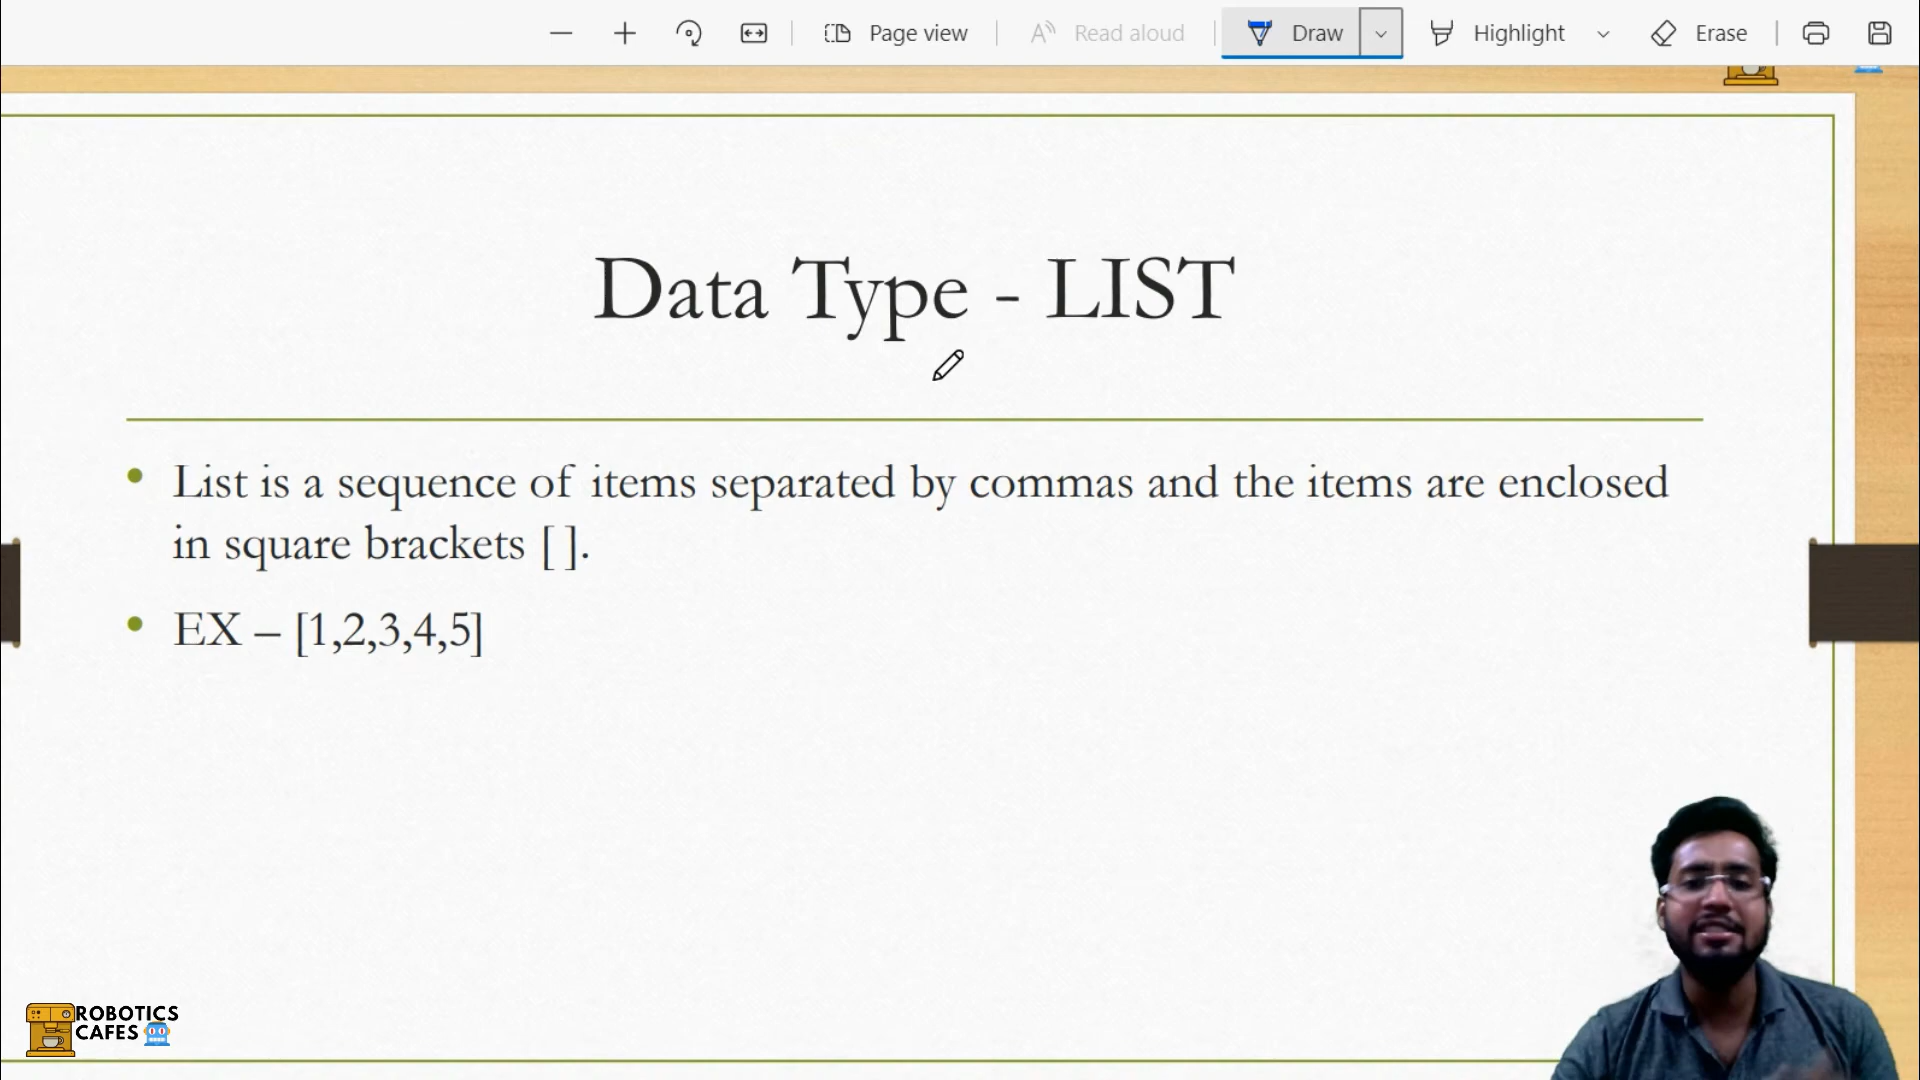 Page view
Read aloud
Draw
Highlight
Erase
Data Type - LIST
• List is a sequence of items separated by commas and the items are enclosed
in square brackets [ ].
• EX – [1,2,3,4,5]
ROBOTICS
CAFES